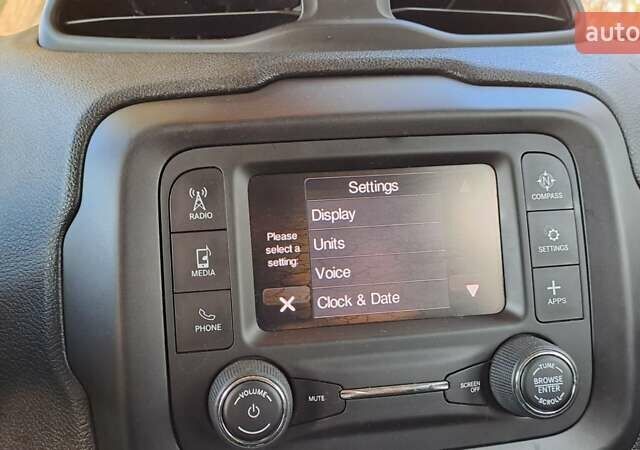 auto
RADIO
MEDIA
PHONE
Settings
Display
Units
Voice
Clock & Date
Please
select a
setting:
N
COMPASS
SETTINGS
APPS
VOLUME
MUTE
SCREEN
OFF
TUNE
BROWSE
ENTER
SCROLL